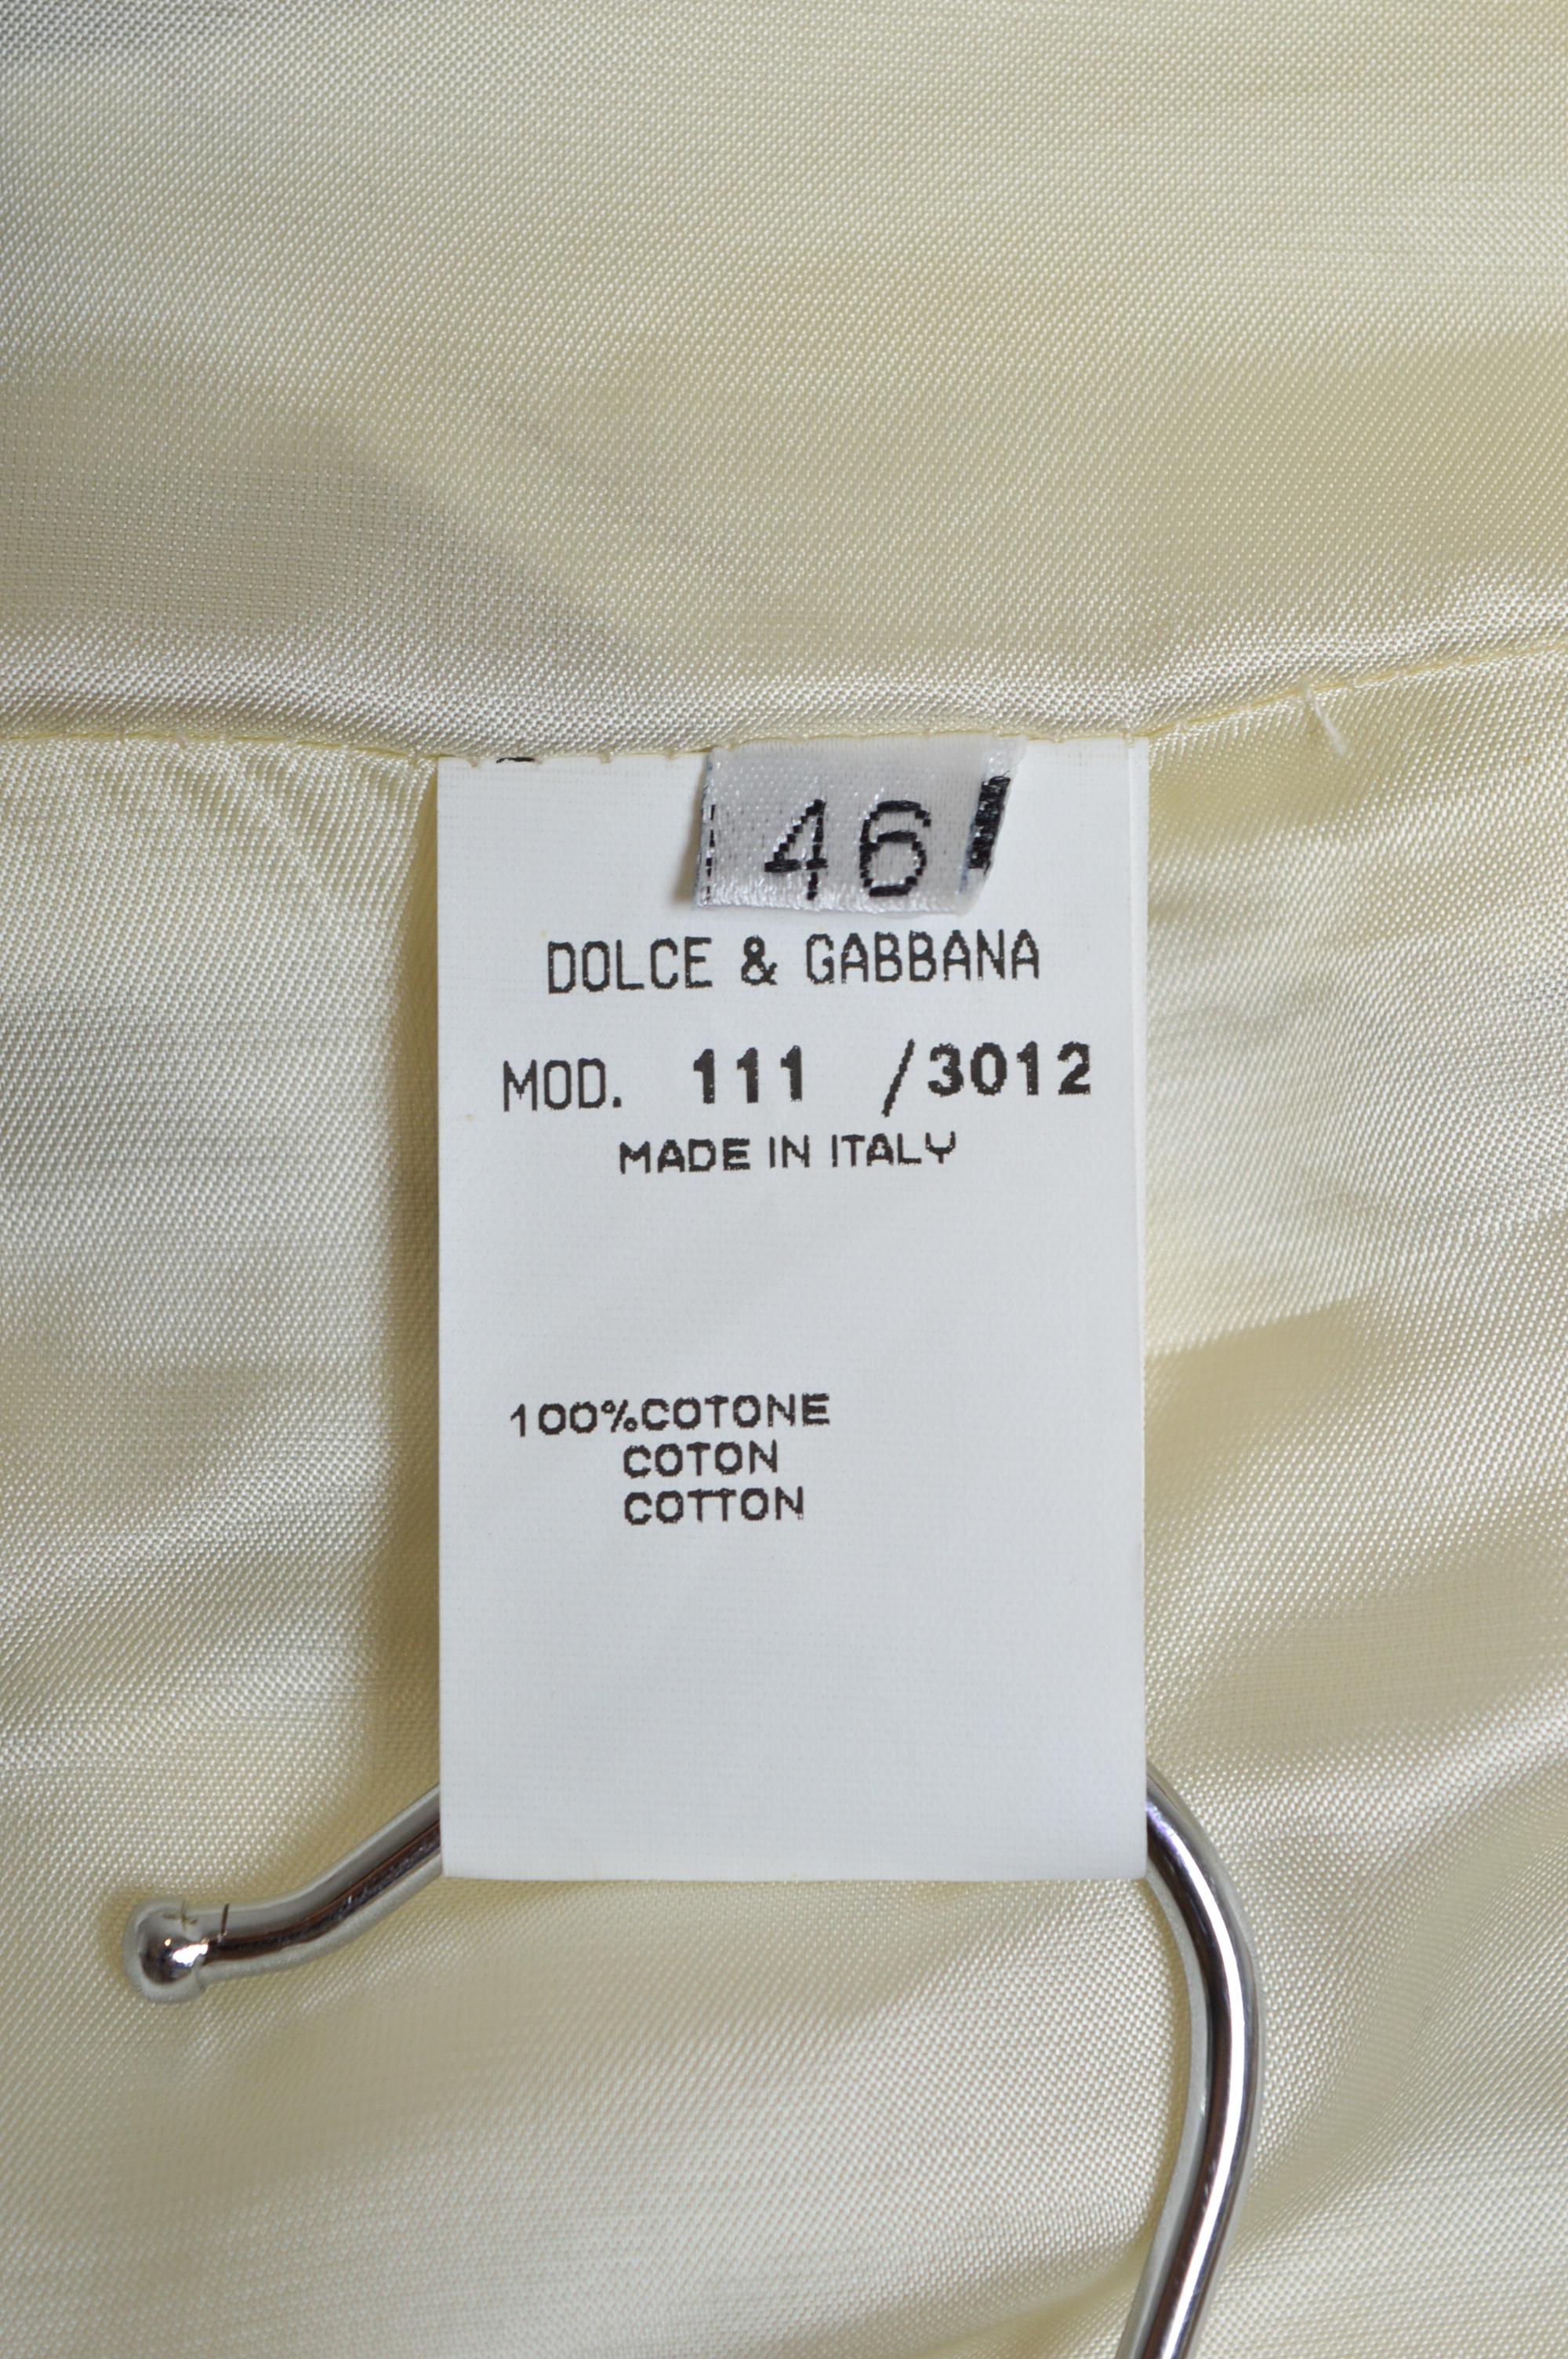 46
DOLCE & GABBANA
MOD. 111 /3012
MADE IN ITALY
100%COTONE
COTON
COTTON